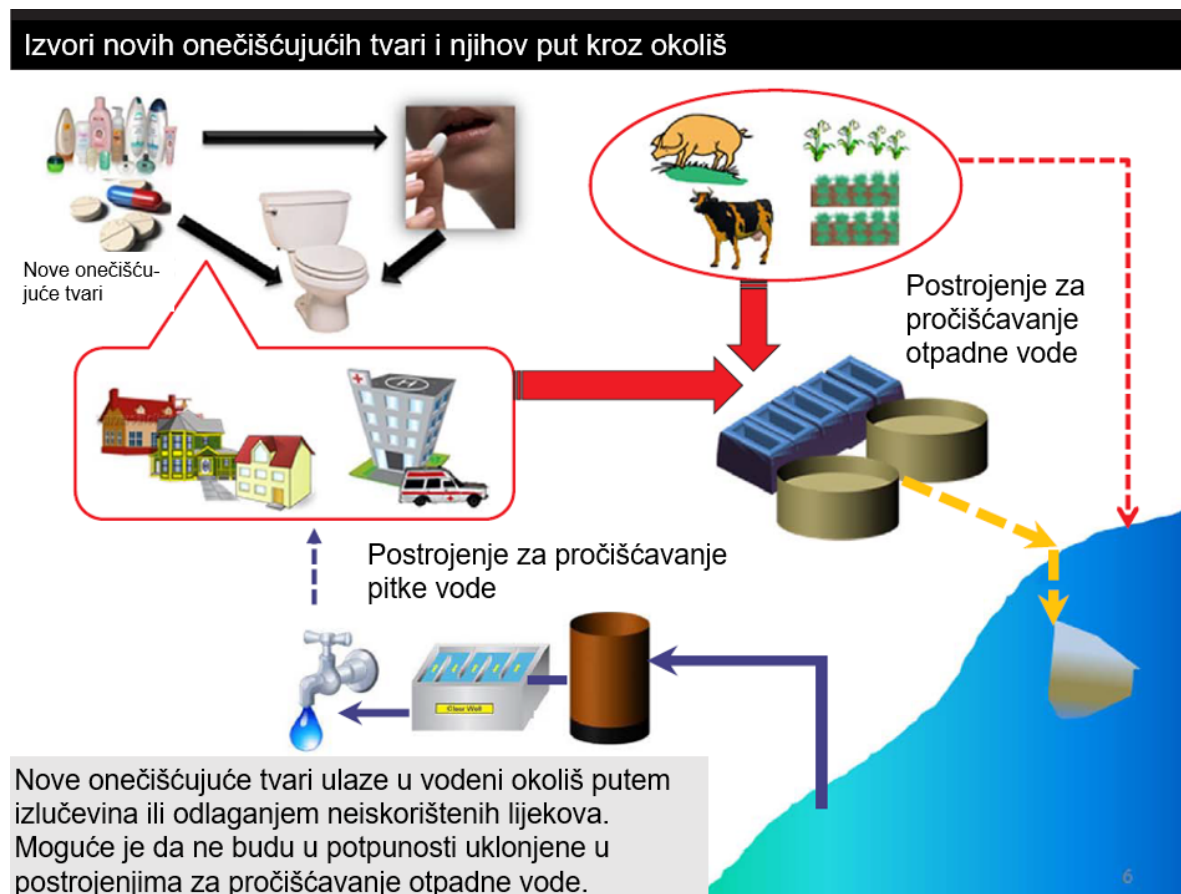 Izvori novih onečišćujućih tvari i njihov put kroz okoliš
Nove onečišću-
juće tvari
H
Postrojenje za
pročišćavanje
otpadne vode
Postrojenje za pročišćavanje
pitke vode
Clear Well
Nove onečišćujuće tvari ulaze u vodeni okoliš putem
izlučevina ili odlaganjem neiskorištenih lijekova.
Moguće je da ne budu u potpunosti uklonjene u
postrojenjima za pročišćavanje otpadne vode.
6